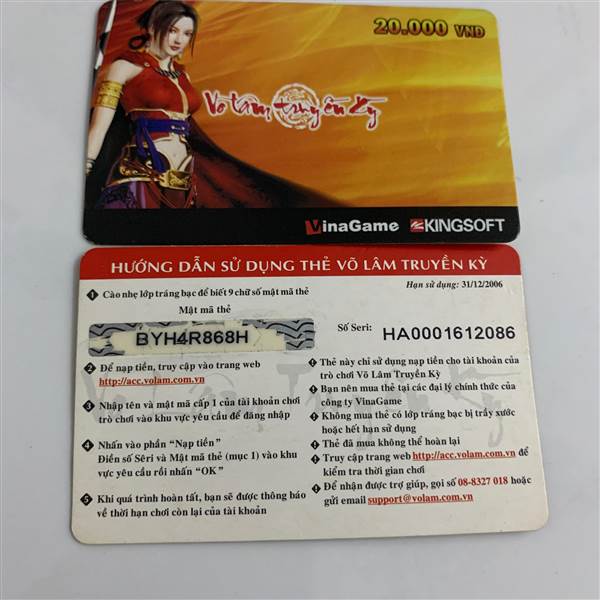 20.000 VNĐ
Võ Lâm Truyền Kỳ
VinaGame KINGSOFT
HƯỚNG DẪN SỬ DỤNG THẺ VÕ LÂM TRUYỀN KỲ
Hạn sử dụng: 31/12/2006
1 Cào nhẹ lớp tráng bạc để biết 9 chữ số mật mã thẻ
Mật mã thẻ
BYH4R868H
Số Seri: HA0001612086
2 Để nạp tiền, truy cập vào trang web
http://acc.volam.com.vn
3 Nhập tên và mật mã cấp 1 của tài khoản chơi
trò chơi vào khu vực yêu cầu để đăng nhập
4 Nhấn vào phần "Nạp tiền"
Điền số Sêri và Mật mã thẻ (mục 1) vào khu
vực yêu cầu rồi nhấn "OK"
5 Khi quá trình hoàn tất, bạn sẽ được thông báo
về thời hạn chơi còn lại của tài khoản
! Thẻ này chỉ sử dụng nạp tiền cho tài khoản của
trò chơi Võ Lâm Truyền Kỳ
! Bạn nên mua thẻ tại các đại lý chính thức của
công ty VinaGame
! Không mua thẻ có lớp tráng bạc bị trầy xước
hoặc hết hạn sử dụng
! Thẻ đã mua không thể hoàn lại
! Truy cập trang web http://acc.volam.com.vn để
kiểm tra thời gian chơi
! Để nhận được trợ giúp, gọi số 08-8327 018 hoặc
gửi email support@volam.com.vn